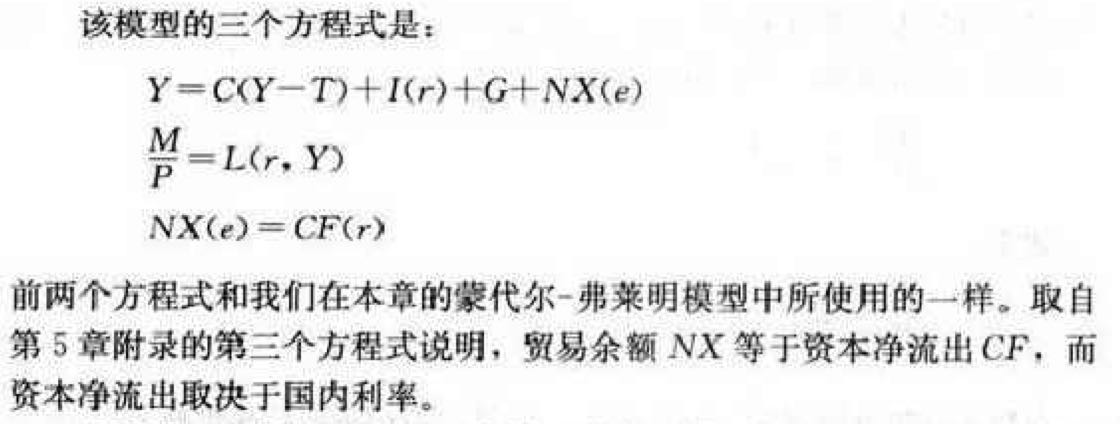 该模型的三个方程式是：
Y=C(Y-T)+I(r)+G+NX(e)
M/P=L(r, Y)
NX(e)=CF(r)
前两个方程式和我们在本章的蒙代尔-弗莱明模型中所使用的一样。取自
第 5 章附录的第三个方程式说明，贸易余额 NX 等于资本净流出 CF，而
资本净流出取决于国内利率。